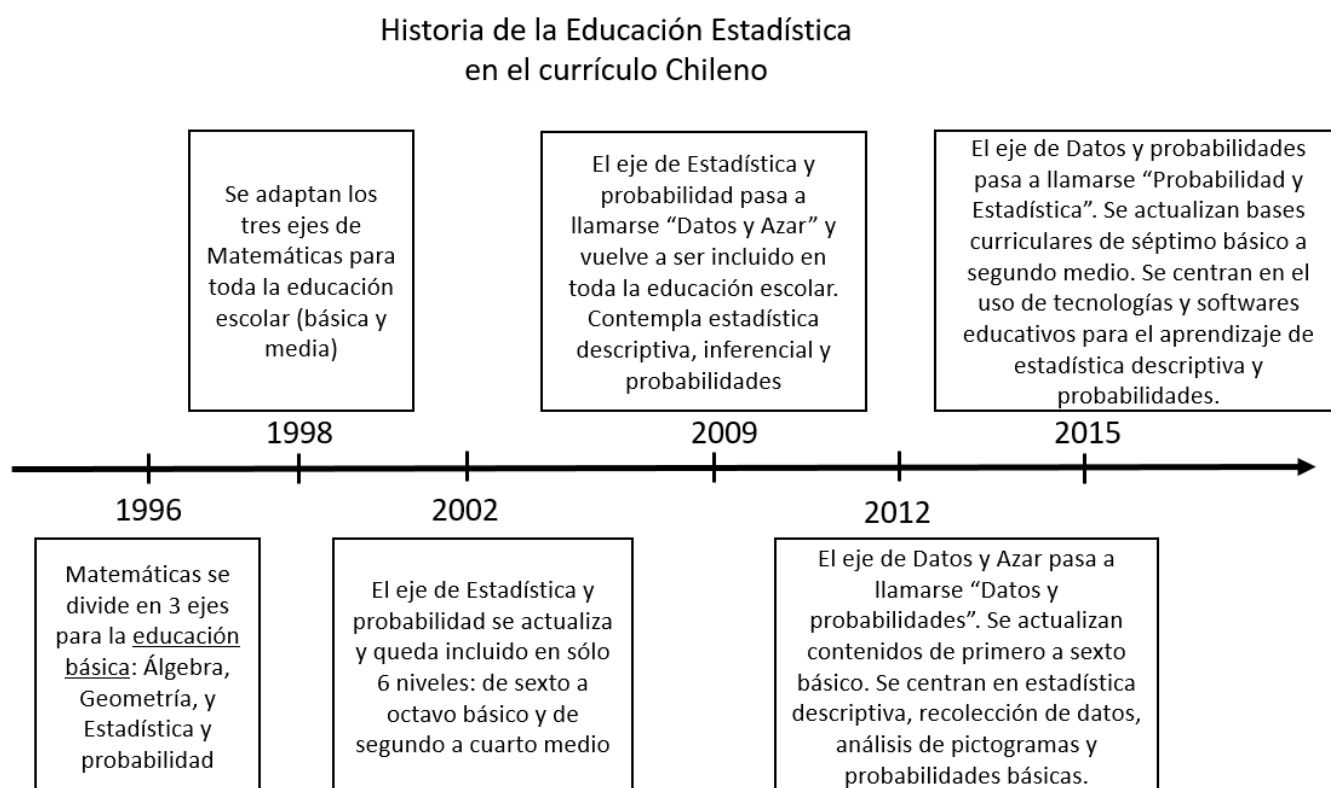 Historia de la Educación Estadística
en el currículo Chileno
Se adaptan los
tres ejes de
Matemáticas para
toda la educación
escolar (básica y
media)
El eje de Estadística y
probabilidad pasa a
llamarse “Datos y Azar” y
vuelve a ser incluido en
toda la educación escolar.
Contempla estadística
descriptiva, inferencial y
probabilidades
El eje de Datos y probabilidades
pasa a llamarse “Probabilidad y
Estadística”. Se actualizan bases
curriculares de séptimo básico a
segundo medio. Se centran en el
uso de tecnologías y softwares
educativos para el aprendizaje de
estadística descriptiva y
probabilidades.
1998
2009
2015
1996
2002
2012
Matemáticas se
divide en 3 ejes
para la educación
básica: Álgebra,
Geometría, y
Estadística y
probabilidad
El eje de Estadística y
probabilidad se actualiza
y queda incluido en sólo
6 niveles: de sexto a
octavo básico y de
segundo a cuarto medio
El eje de Datos y Azar pasa a
llamarse “Datos y
probabilidades”. Se actualizan
contenidos de primero a sexto
básico. Se centran en estadística
descriptiva, recolección de datos,
análisis de pictogramas y
probabilidades básicas.